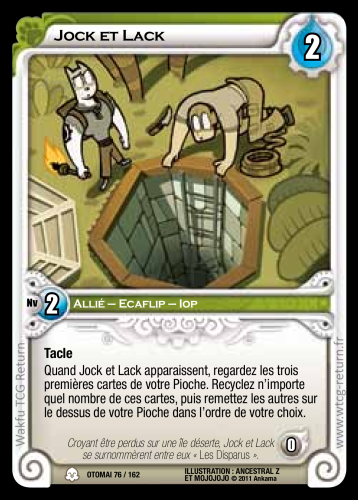 Jock et Lack
2
Nv 2 Allié – Ecaflip – Iop
Tacle
Quand Jock et Lack apparaissent, regardez les trois
premières cartes de votre Pioche. Recyclez n'importe
quel nombre de ces cartes, puis remettez les autres sur
le dessus de votre Pioche dans l'ordre de votre choix.
Croyant être perdus sur une île déserte, Jock et Lack
se surnommèrent entre eux « Les Disparus ».
0
OTOMAI 76 / 162
ILLUSTRATION : ANCESTRAL Z
ET MOJOJOJO © 2011 Ankama
Wakfu TCG Return
www.wtcg-return.fr